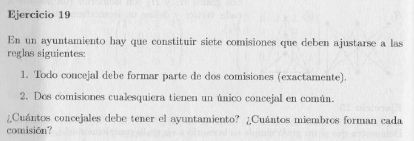 Ejercicio 19
En un ayuntamiento hay que constituir siete comisiones que deben ajustarse a las
reglas siguientes:
1. Todo concejal debe formar parte de dos comisiones (exactamente).
2. Dos comisiones cualesquiera tienen un único concejal en común.
¿Cuántos concejales debe tener el ayuntamiento? ¿Cuántos miembros forman cada
comisión?